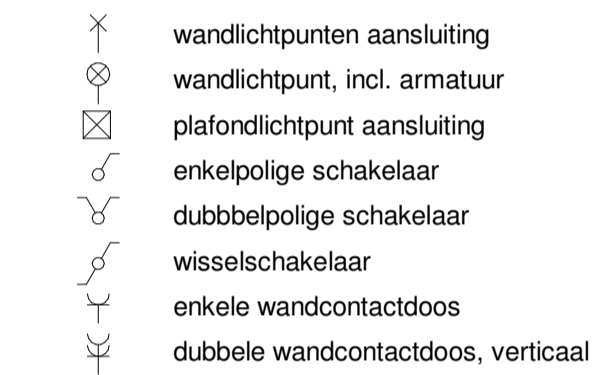 wandlichtpunten aansluiting
wandlichtpunt, incl. armatuur
plafondlichtpunt aansluiting
enkelpolige schakelaar
dubbbelpolige schakelaar
wisselschakelaar
enkele wandcontactdoos
dubbele wandcontactdoos, verticaal